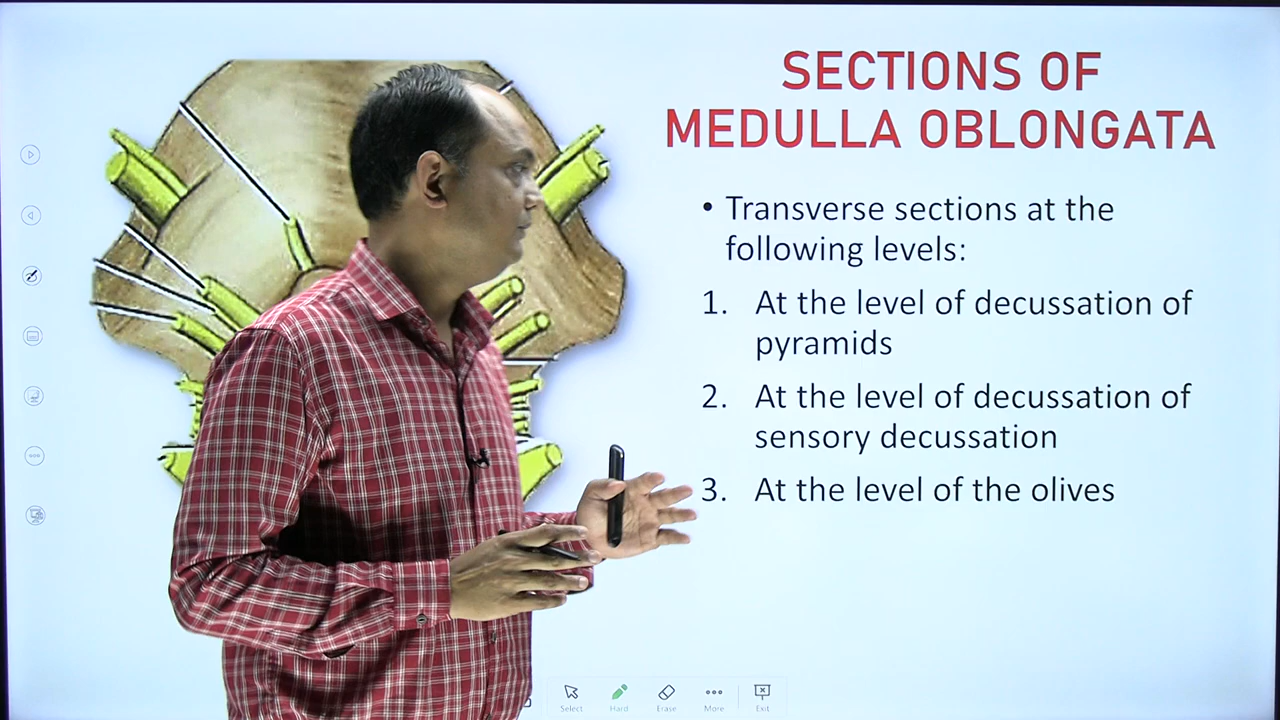 SECTIONS OF
MEDULLA OBLONGATA
• Transverse sections at the
following levels:
1. At the level of decussation of
pyramids
2. At the level of decussation of
sensory decussation
3. At the level of the olives
Select
Hard
Erase
More
Exit